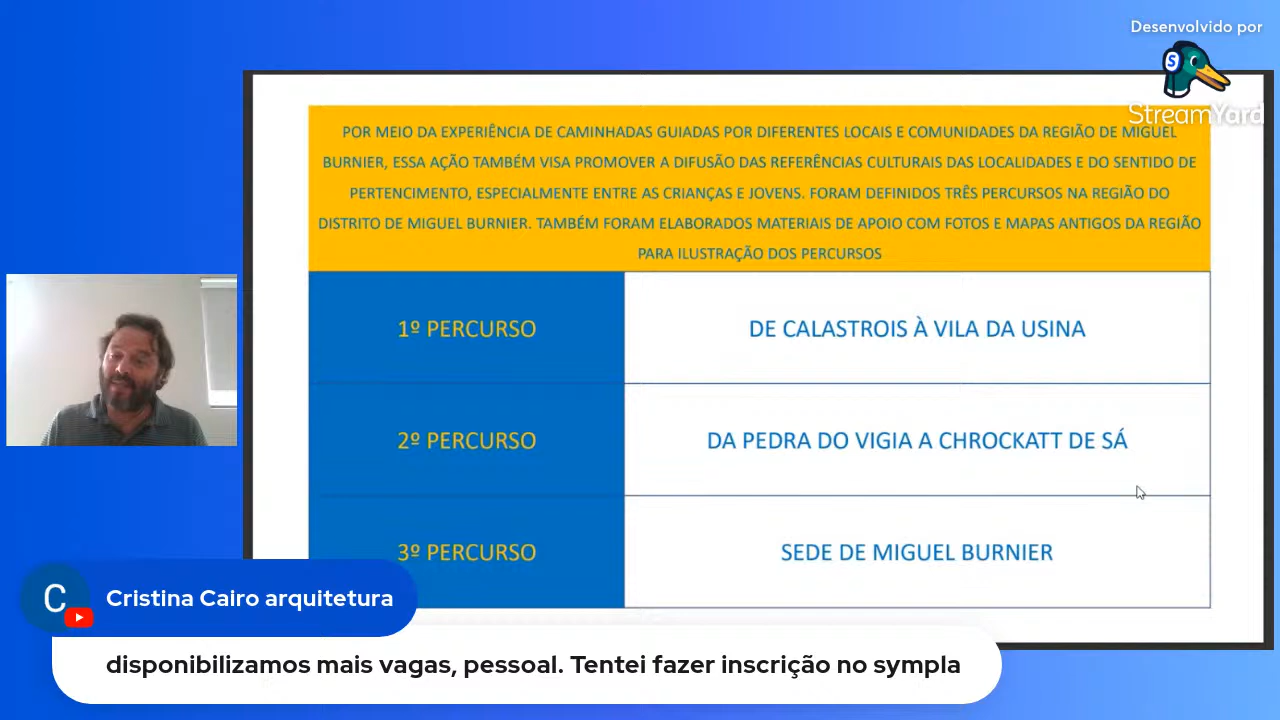 Desenvolvido por
S
StreamYard
POR MEIO DA EXPERIÊNCIA DE CAMINHADAS GUIADAS POR DIFERENTES LOCAIS E COMUNIDADES DA REGIÃO DE MIGUEL
BURNIER, ESSA AÇÃO TAMBÉM VISA PROMOVER A DIFUSÃO DAS REFERÊNCIAS CULTURAIS DAS LOCALIDADES E DO SENTIDO DE
PERTENCIMENTO, ESPECIALMENTE ENTRE AS CRIANÇAS E JOVENS. FORAM DEFINIDOS TRÊS PERCURSOS NA REGIÃO DO
DISTRITO DE MIGUEL BURNIER. TAMBÉM FORAM ELABORADOS MATERIAIS DE APOIO COM FOTOS E MAPAS ANTIGOS DA REGIÃO
PARA ILUSTRAÇÃO DOS PERCURSOS
1º PERCURSO
DE CALASTROIS À VILA DA USINA
2º PERCURSO
DA PEDRA DO VIGIA A CHROCKATT DE SÁ
3º PERCURSO
SEDE DE MIGUEL BURNIER
C
Cristina Cairo arquitetura
disponibilizamos mais vagas, pessoal. Tentei fazer inscrição no sympla